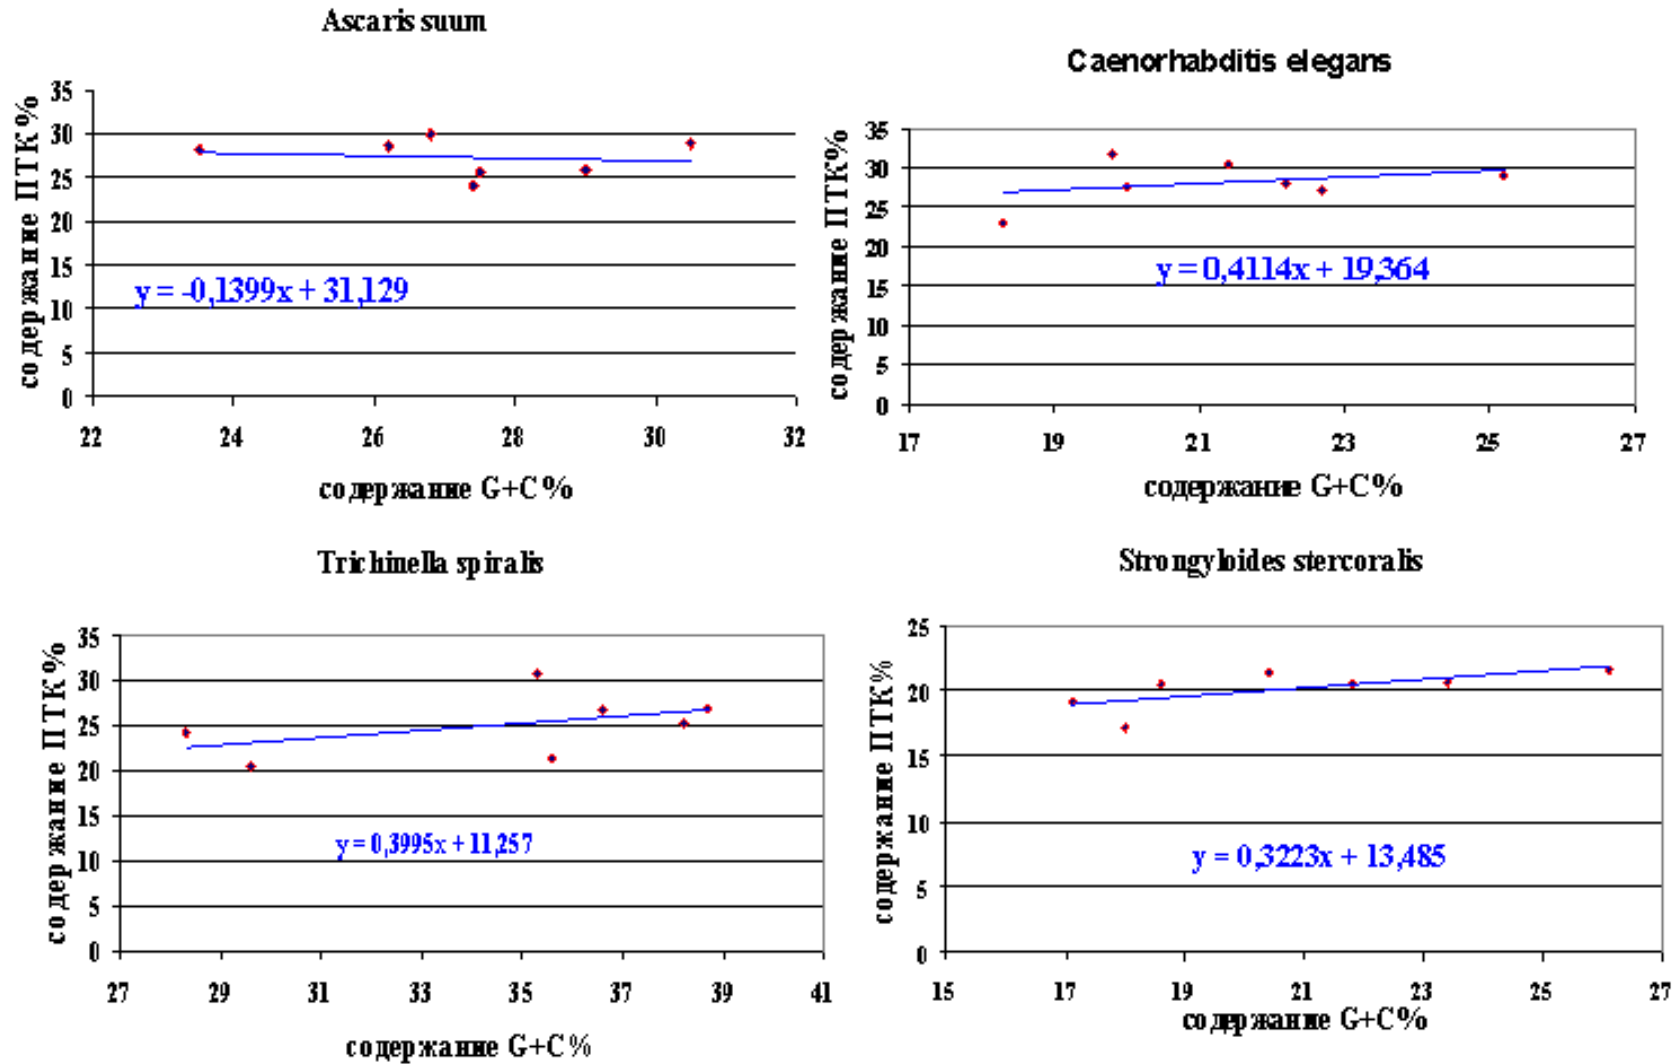 Ascaris suum
содержание ПТК%
35
30
25
20
15
10
5
0
y = -0,1399x + 31,129
22 24 26 28 30 32
содержание G+C%
Caenorhabditis elegans
содержание ПТК%
35
30
25
20
15
10
5
0
y = 0,4114x + 19,364
17 19 21 23 25 27
содержание G+C%
Trichinella spiralis
содержание ПТК%
35
30
25
20
15
10
5
0
y = 0,3995x + 11,257
27 29 31 33 35 37 39 41
содержание G+C%
Strongyloides stercoralis
содержание ПТК%
25
20
15
10
5
0
y = 0,3223x + 13,485
15 17 19 21 23 25 27
содержание G+C%